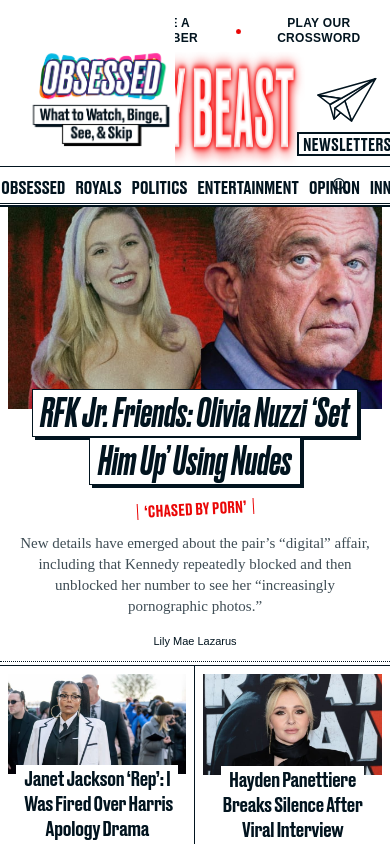 E A
BER
PLAY OUR
CROSSWORD
OBSESSED
What to Watch, Binge,
See, & Skip
Y BEAST
NEWSLETTERS
OBSESSED ROYALS POLITICS ENTERTAINMENT OPINION INN
RFK Jr. Friends: Olivia Nuzzi ‘Set
Him Up’ Using Nudes
‘CHASED BY PORN’
New details have emerged about the pair’s “digital” affair,
including that Kennedy repeatedly blocked and then
unblocked her number to see her “increasingly
pornographic photos.”
Lily Mae Lazarus
Janet Jackson ‘Rep’: I
Was Fired Over Harris
Apology Drama
Hayden Panettiere
Breaks Silence After
Viral Interview